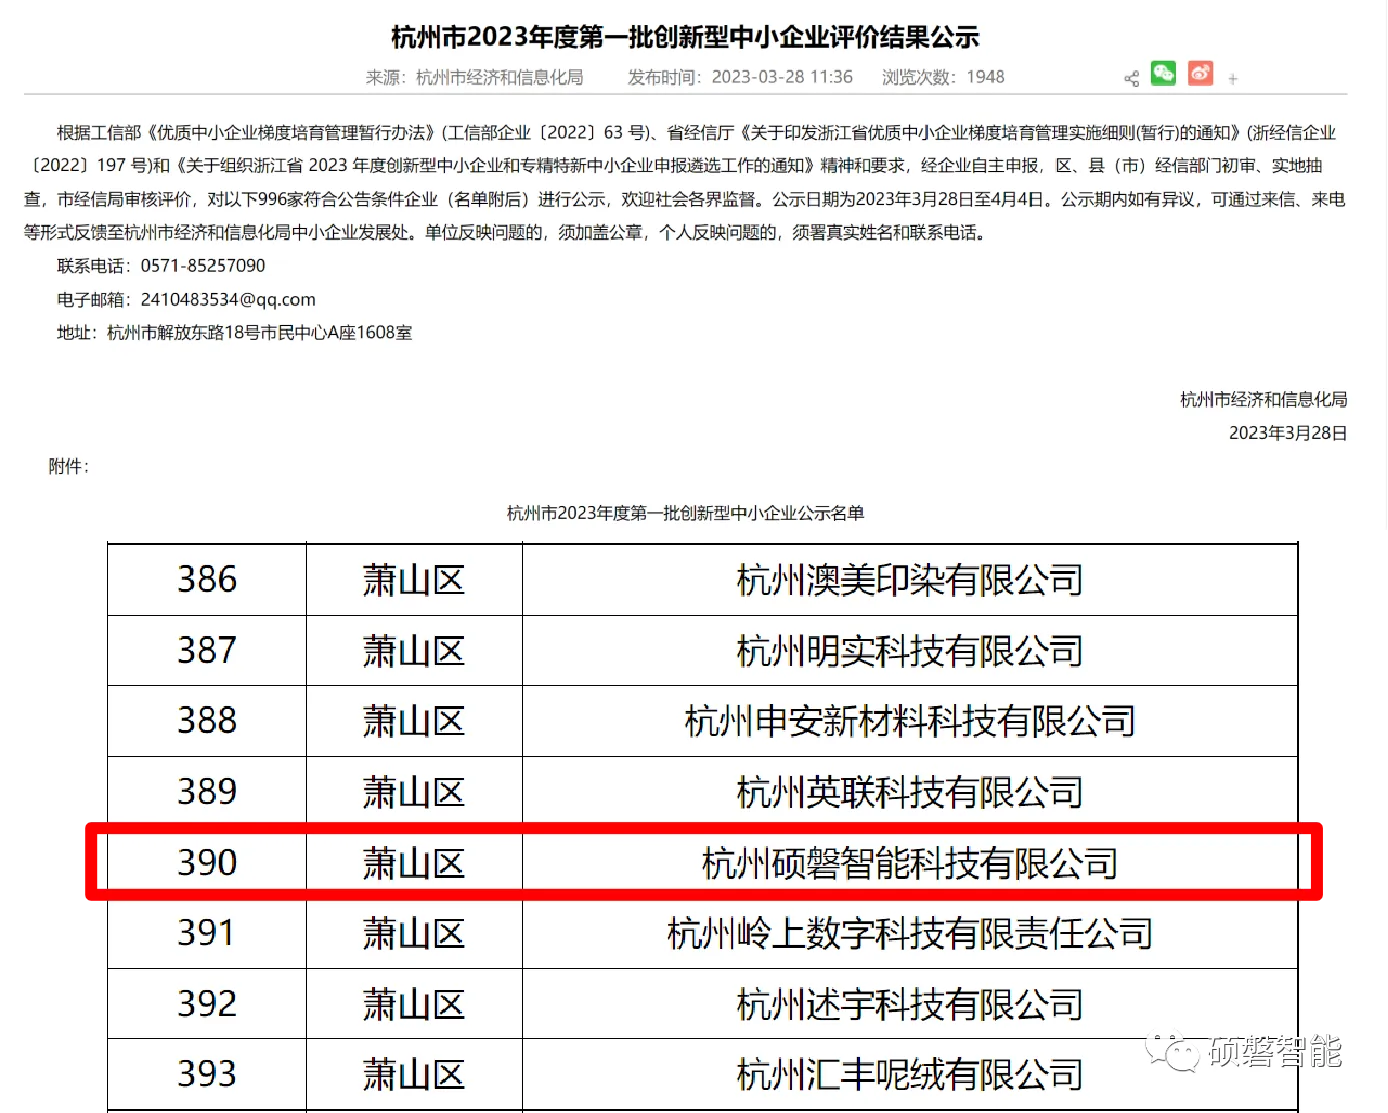 杭州市2023年度第一批创新型中小企业评价结果公示
来源：杭州市经济和信息化局 发布时间：2023-03-28 11:36 浏览次数：1948
根据工信部《优质中小企业梯度培育管理暂行办法》(工信部企业〔2022〕63 号)、省经信厅《关于印发浙江省优质中小企业梯度培育管理实施细则(暂行)的通知》(浙经信企业
〔2022〕197 号)和《关于组织浙江省 2023 年度创新型中小企业和专精特新中小企业申报遴选工作的通知》精神和要求，经企业自主申报，区、县（市）经信部门初审、实地抽
查，市经信局审核评价，对以下996家符合公告条件企业（名单附后）进行公示，欢迎社会各界监督。公示日期为2023年3月28日至4月4日。公示期内如有异议，可通过来信、来电
等形式反馈至杭州市经济和信息化局中小企业发展处。单位反映问题的，须加盖公章，个人反映问题的，须署真实姓名和联系电话。
联系电话：0571-85257090
电子邮箱：2410483534@qq.com
地址：杭州市解放东路18号市民中心A座1608室
杭州市经济和信息化局
2023年3月28日
附件：
杭州市2023年度第一批创新型中小企业公示名单
386 萧山区 杭州澳美印染有限公司
387 萧山区 杭州明实科技有限公司
388 萧山区 杭州申安新材料科技有限公司
389 萧山区 杭州英联科技有限公司
390 萧山区 杭州硕磐智能科技有限公司
391 萧山区 杭州岭上数字科技有限责任公司
392 萧山区 杭州述宇科技有限公司
393 萧山区 杭州汇丰呢绒有限公司
硕磐智能